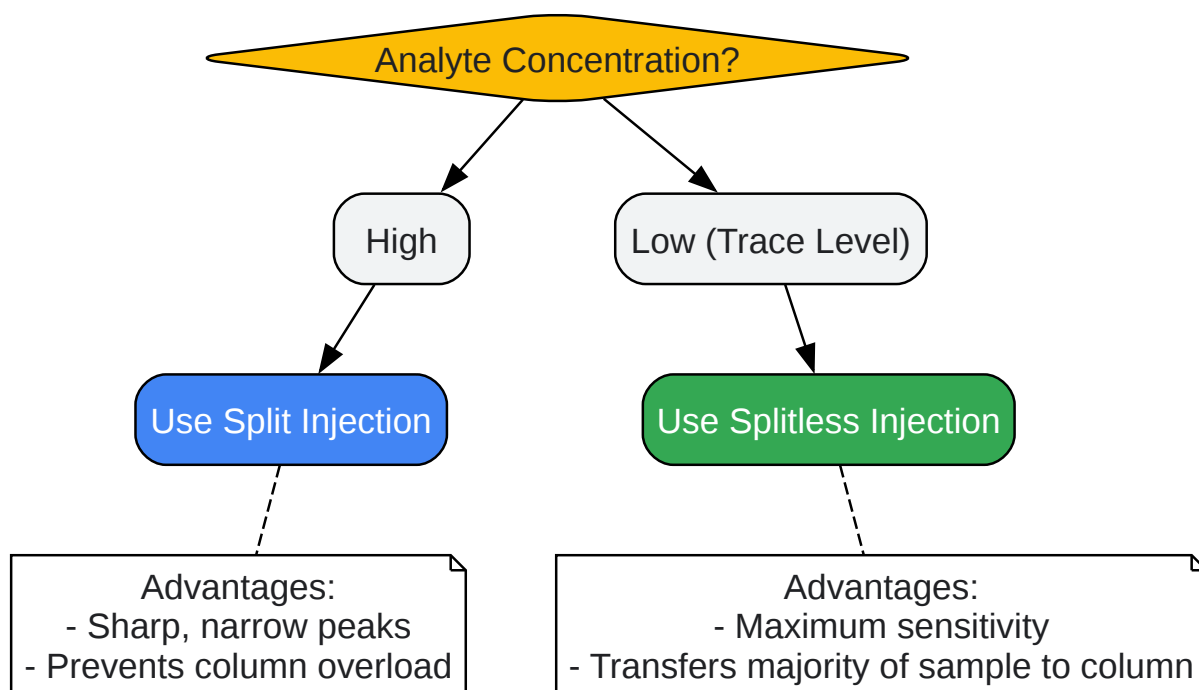 Analyte Concentration?
High
Low (Trace Level)
Use Split Injection
Use Splitless Injection
Advantages:
- Sharp, narrow peaks
- Prevents column overload
Advantages:
- Maximum sensitivity
- Transfers majority of sample to column